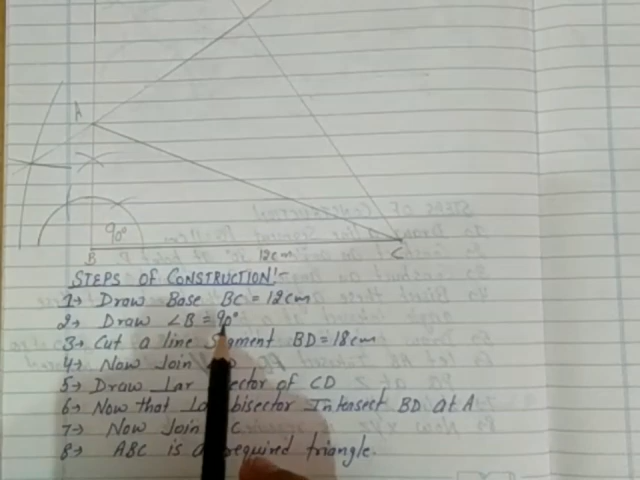 A
90°
B
12cm
C
STEPS OF CONSTRUCTION:-
1→ Draw Base BC = 12cm
2→ Draw ∠B = 90°
3→ Cut a line Segment BD = 18cm
4→ Now Join
5→ Draw ⊥ar of CD
6→ Now that bisector Intersect BD at A
7→ Now Join C
8→ ABC is a required triangle.